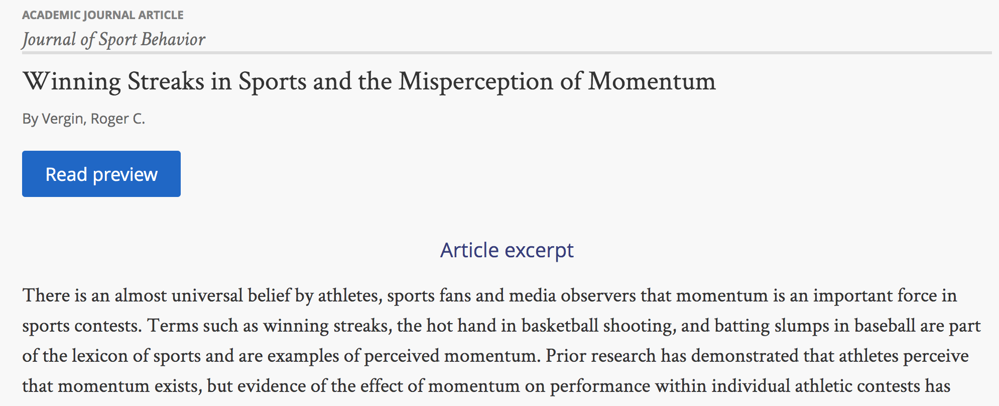 ACADEMIC JOURNAL ARTICLE
Journal of Sport Behavior
Winning Streaks in Sports and the Misperception of Momentum
By Vergin, Roger C.
Read preview
Article excerpt
There is an almost universal belief by athletes, sports fans and media observers that momentum is an important force in
sports contests. Terms such as winning streaks, the hot hand in basketball shooting, and batting slumps in baseball are part
of the lexicon of sports and are examples of perceived momentum. Prior research has demonstrated that athletes perceive
that momentum exists, but evidence of the effect of momentum on performance within individual athletic contests has